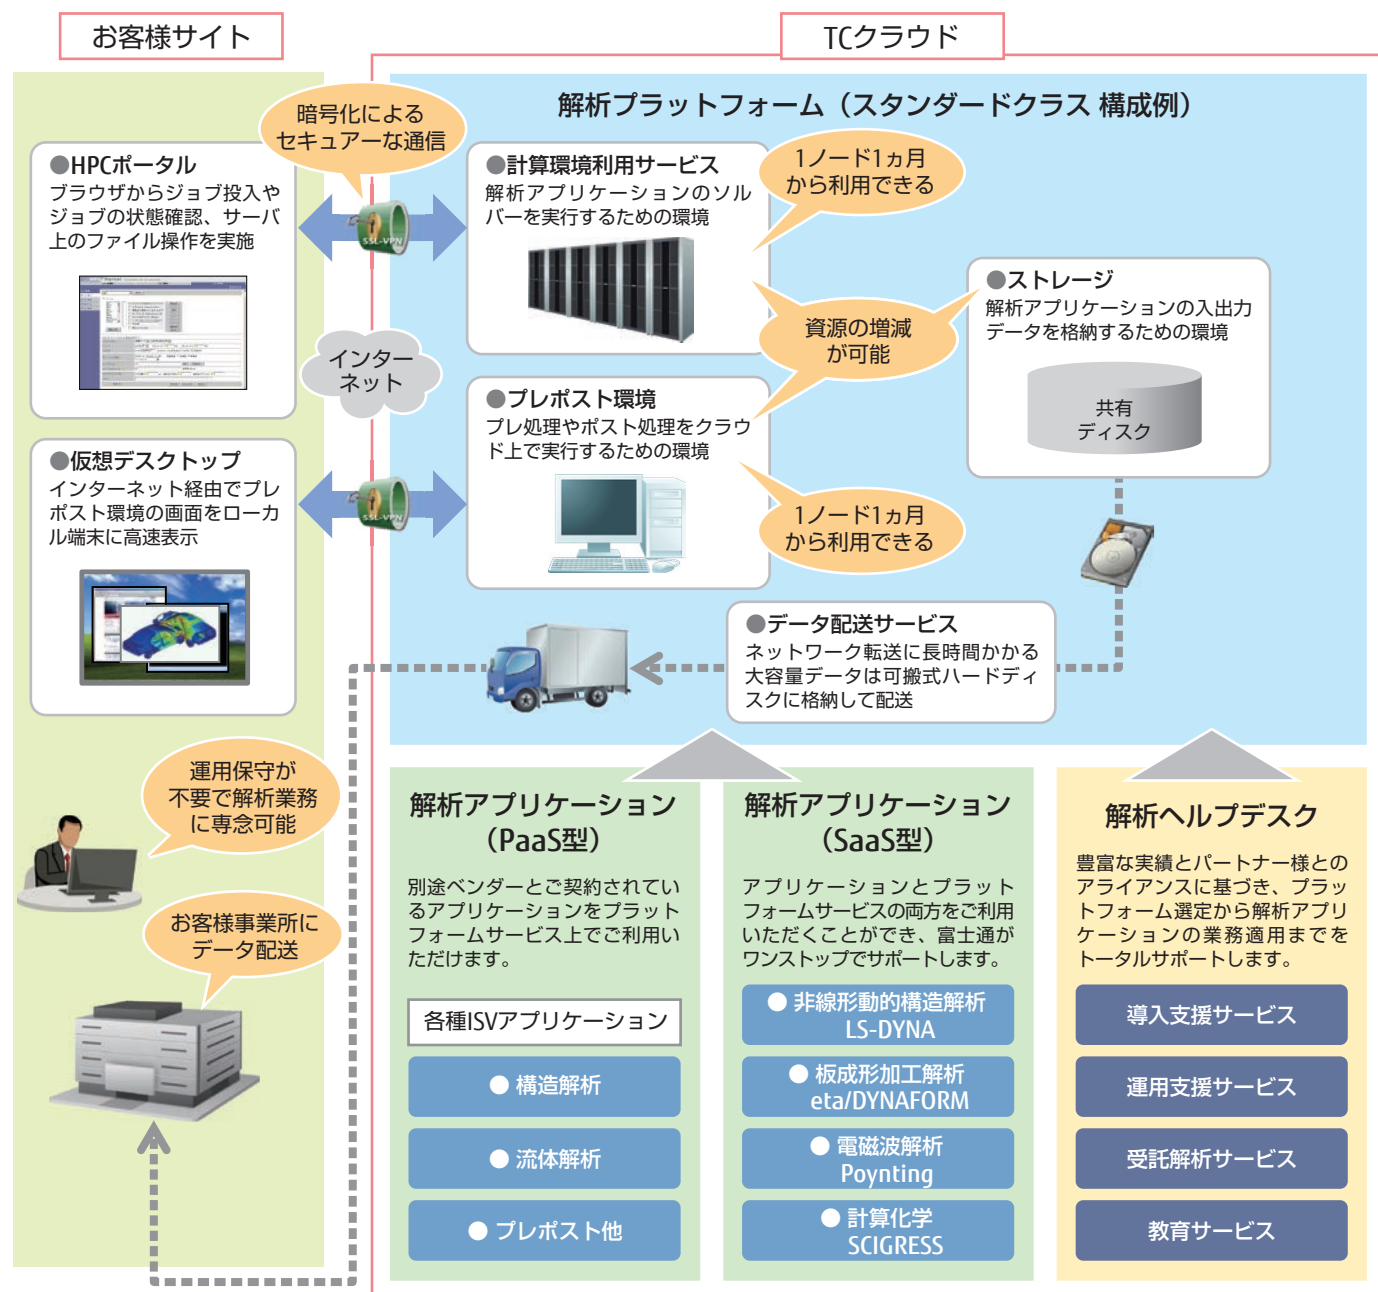 お客様サイト
TCクラウド
解析プラットフォーム（スタンダードクラス 構成例）
暗号化による
セキュアーな通信
●HPCポータル
ブラウザからジョブ投入や
ジョブの状態確認、サーバ
上のファイル操作を実施
SSL-VPN
●計算環境利用サービス
解析アプリケーションのソル
バーを実行するための環境
1ノード1ヵ月
から利用できる
●ストレージ
解析アプリケーションの入出力
データを格納するための環境
共有
ディスク
資源の増減
が可能
インター
ネット
●プレポスト環境
プレ処理やポスト処理をクラウ
ド上で実行するための環境
1ノード1ヵ月
から利用できる
●仮想デスクトップ
インターネット経由でプレ
ポスト環境の画面をローカ
ル端末に高速表示
SSL-VPN
●データ配送サービス
ネットワーク転送に長時間かかる
大容量データは可搬式ハードディ
スクに格納して配送
運用保守が
不要で解析業務
に専念可能
お客様事業所に
データ配送
解析アプリケーション
（PaaS型）
別途ベンダーとご契約されてい
るアプリケーションをプラット
フォームサービス上でご利用い
ただけます。
各種ISVアプリケーション
● 構造解析
● 流体解析
● プレポスト他
解析アプリケーション
（SaaS型）
アプリケーションとプラット
フォームサービスの両方をご利用
いただくことができ、富士通が
ワンストップでサポートします。
● 非線形動的構造解析
LS-DYNA
● 板成形加工解析
eta/DYNAFORM
● 電磁波解析
Poynting
● 計算化学
SCIGRESS
解析ヘルプデスク
豊富な実績とパートナー様との
アライアンスに基づき、プラッ
トフォーム選定から解析アプリ
ケーションの業務適用までを
トータルサポートします。
導入支援サービス
運用支援サービス
受託解析サービス
教育サービス